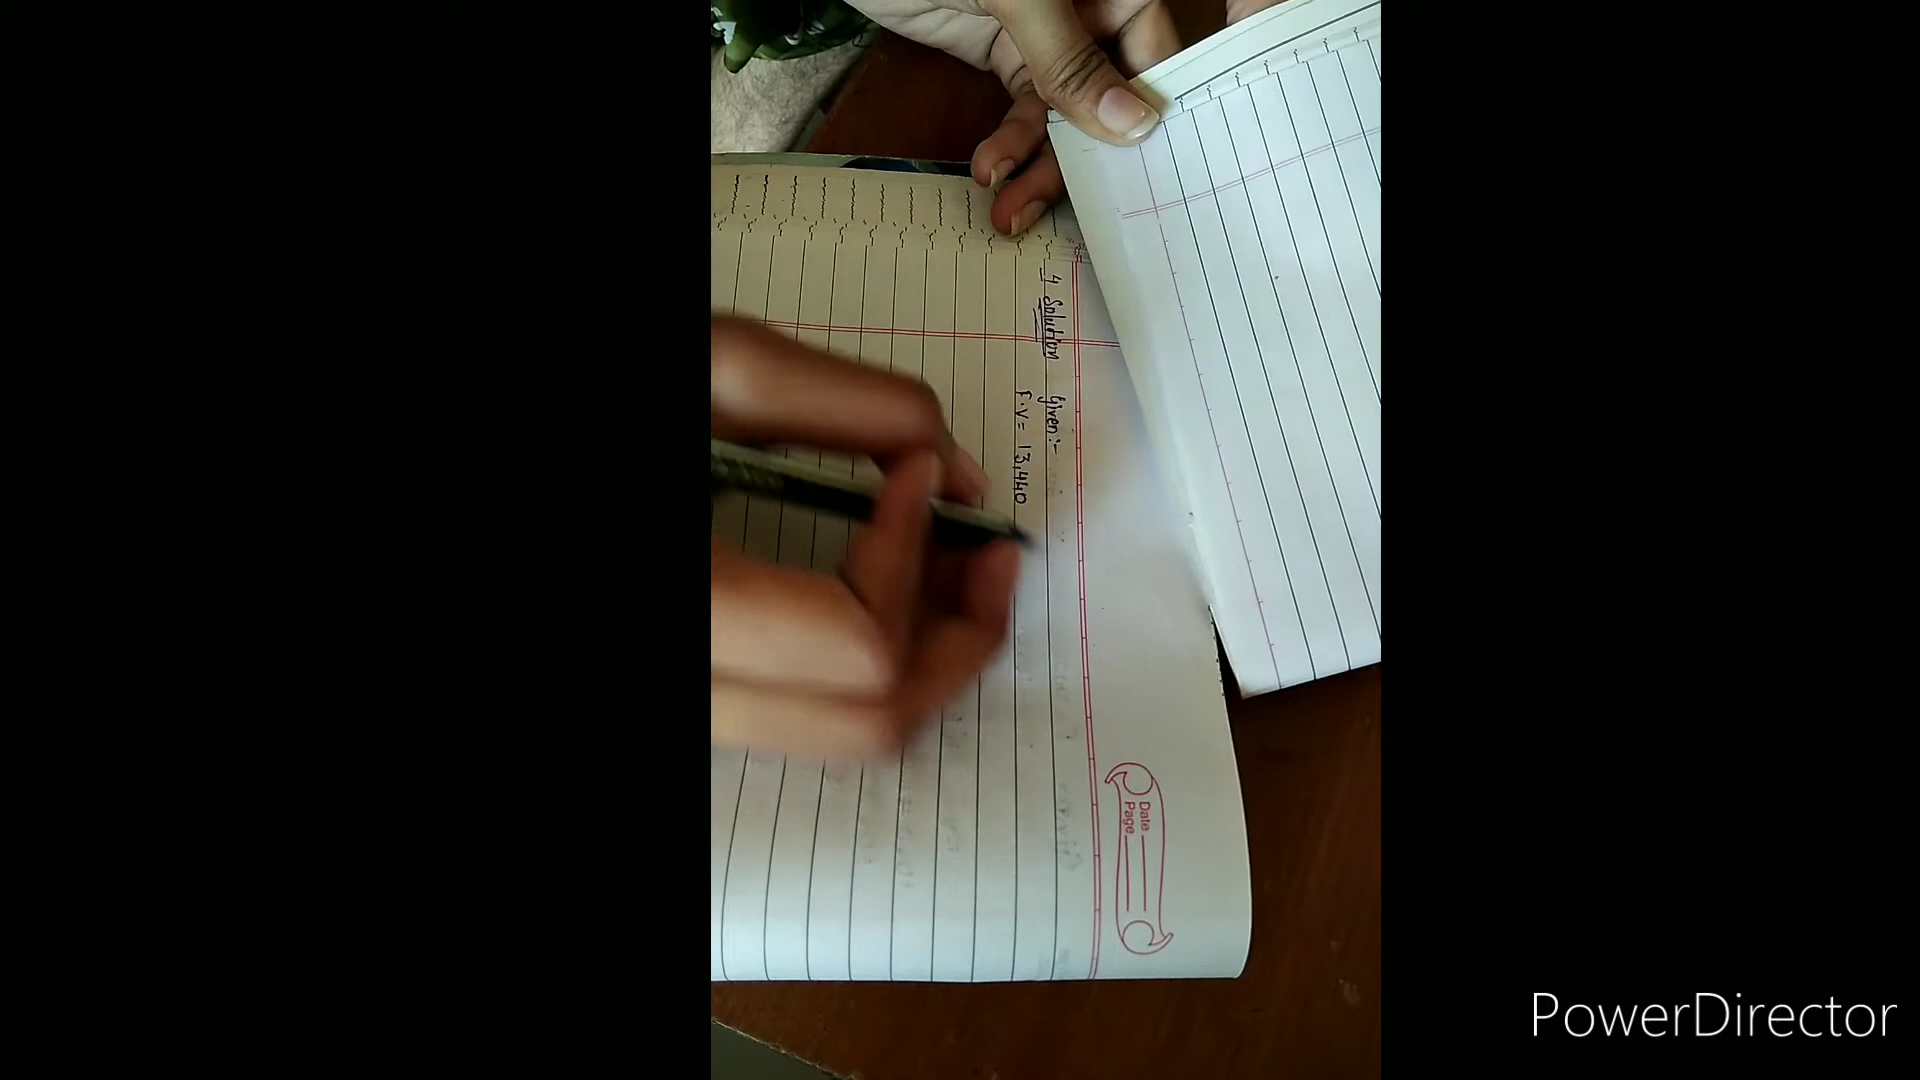 4 Solution Given:-
F.V = 13,440
Date
Page
PowerDirector